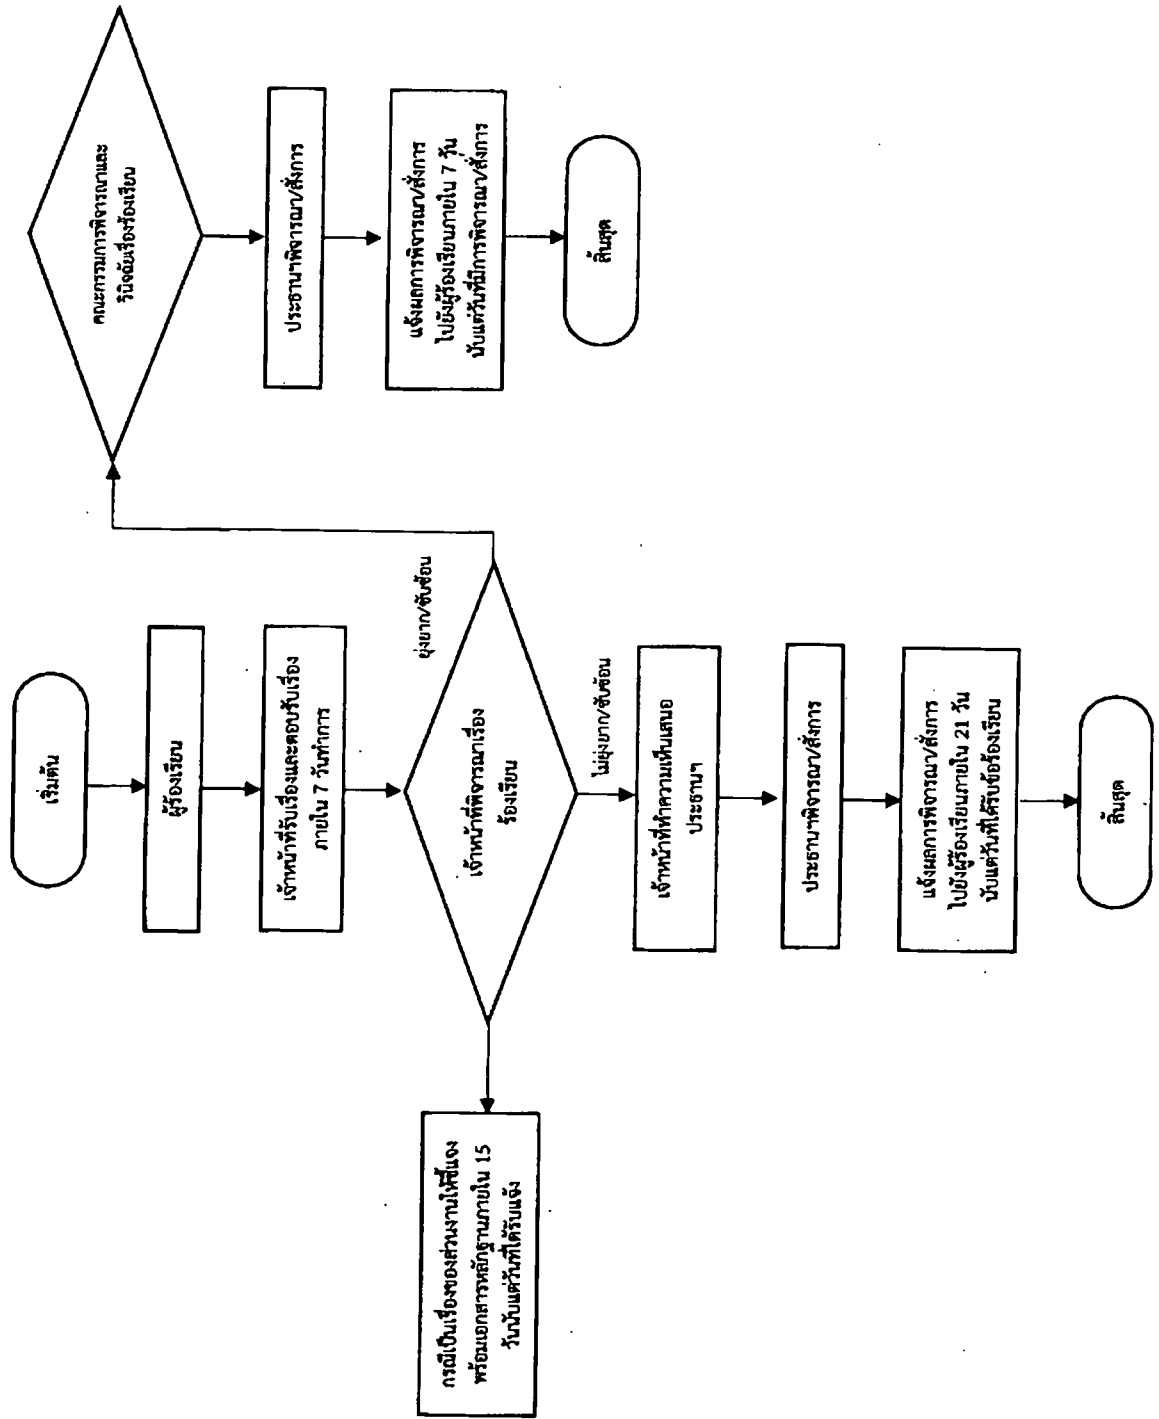 เริ่มต้น
ผู้ร้องเรียน
เจ้าหน้าที่รับเรื่องและตอบรับเรื่อง
ภายใน 7 วันทำการ
เจ้าหน้าที่พิจารณาเรื่อง
ร้องเรียน
ยุ่งยาก/ซับซ้อน
ไม่ยุ่งยาก/ซับซ้อน
กรณีเป็นเรื่องของส่วนงานให้ชี้แจง
พร้อมเอกสารหลักฐานภายใน 15
วันนับแต่วันที่ได้รับแจ้ง
เจ้าหน้าที่ทำความเห็นเสนอ
ประธานฯ
ประธานฯพิจารณา/สั่งการ
แจ้งผลการพิจารณา/สั่งการ
ไปยังผู้ร้องเรียนภายใน 21 วัน
นับแต่วันที่ได้รับข้อร้องเรียน
สิ้นสุด
คณะกรรมการพิจารณาและ
วินิจฉัยเรื่องร้องเรียน
ประธานฯพิจารณา/สั่งการ
แจ้งผลการพิจารณา/สั่งการ
ไปยังผู้ร้องเรียนภายใน 7 วัน
นับแต่วันที่มีการพิจารณา/สั่งการ
สิ้นสุด